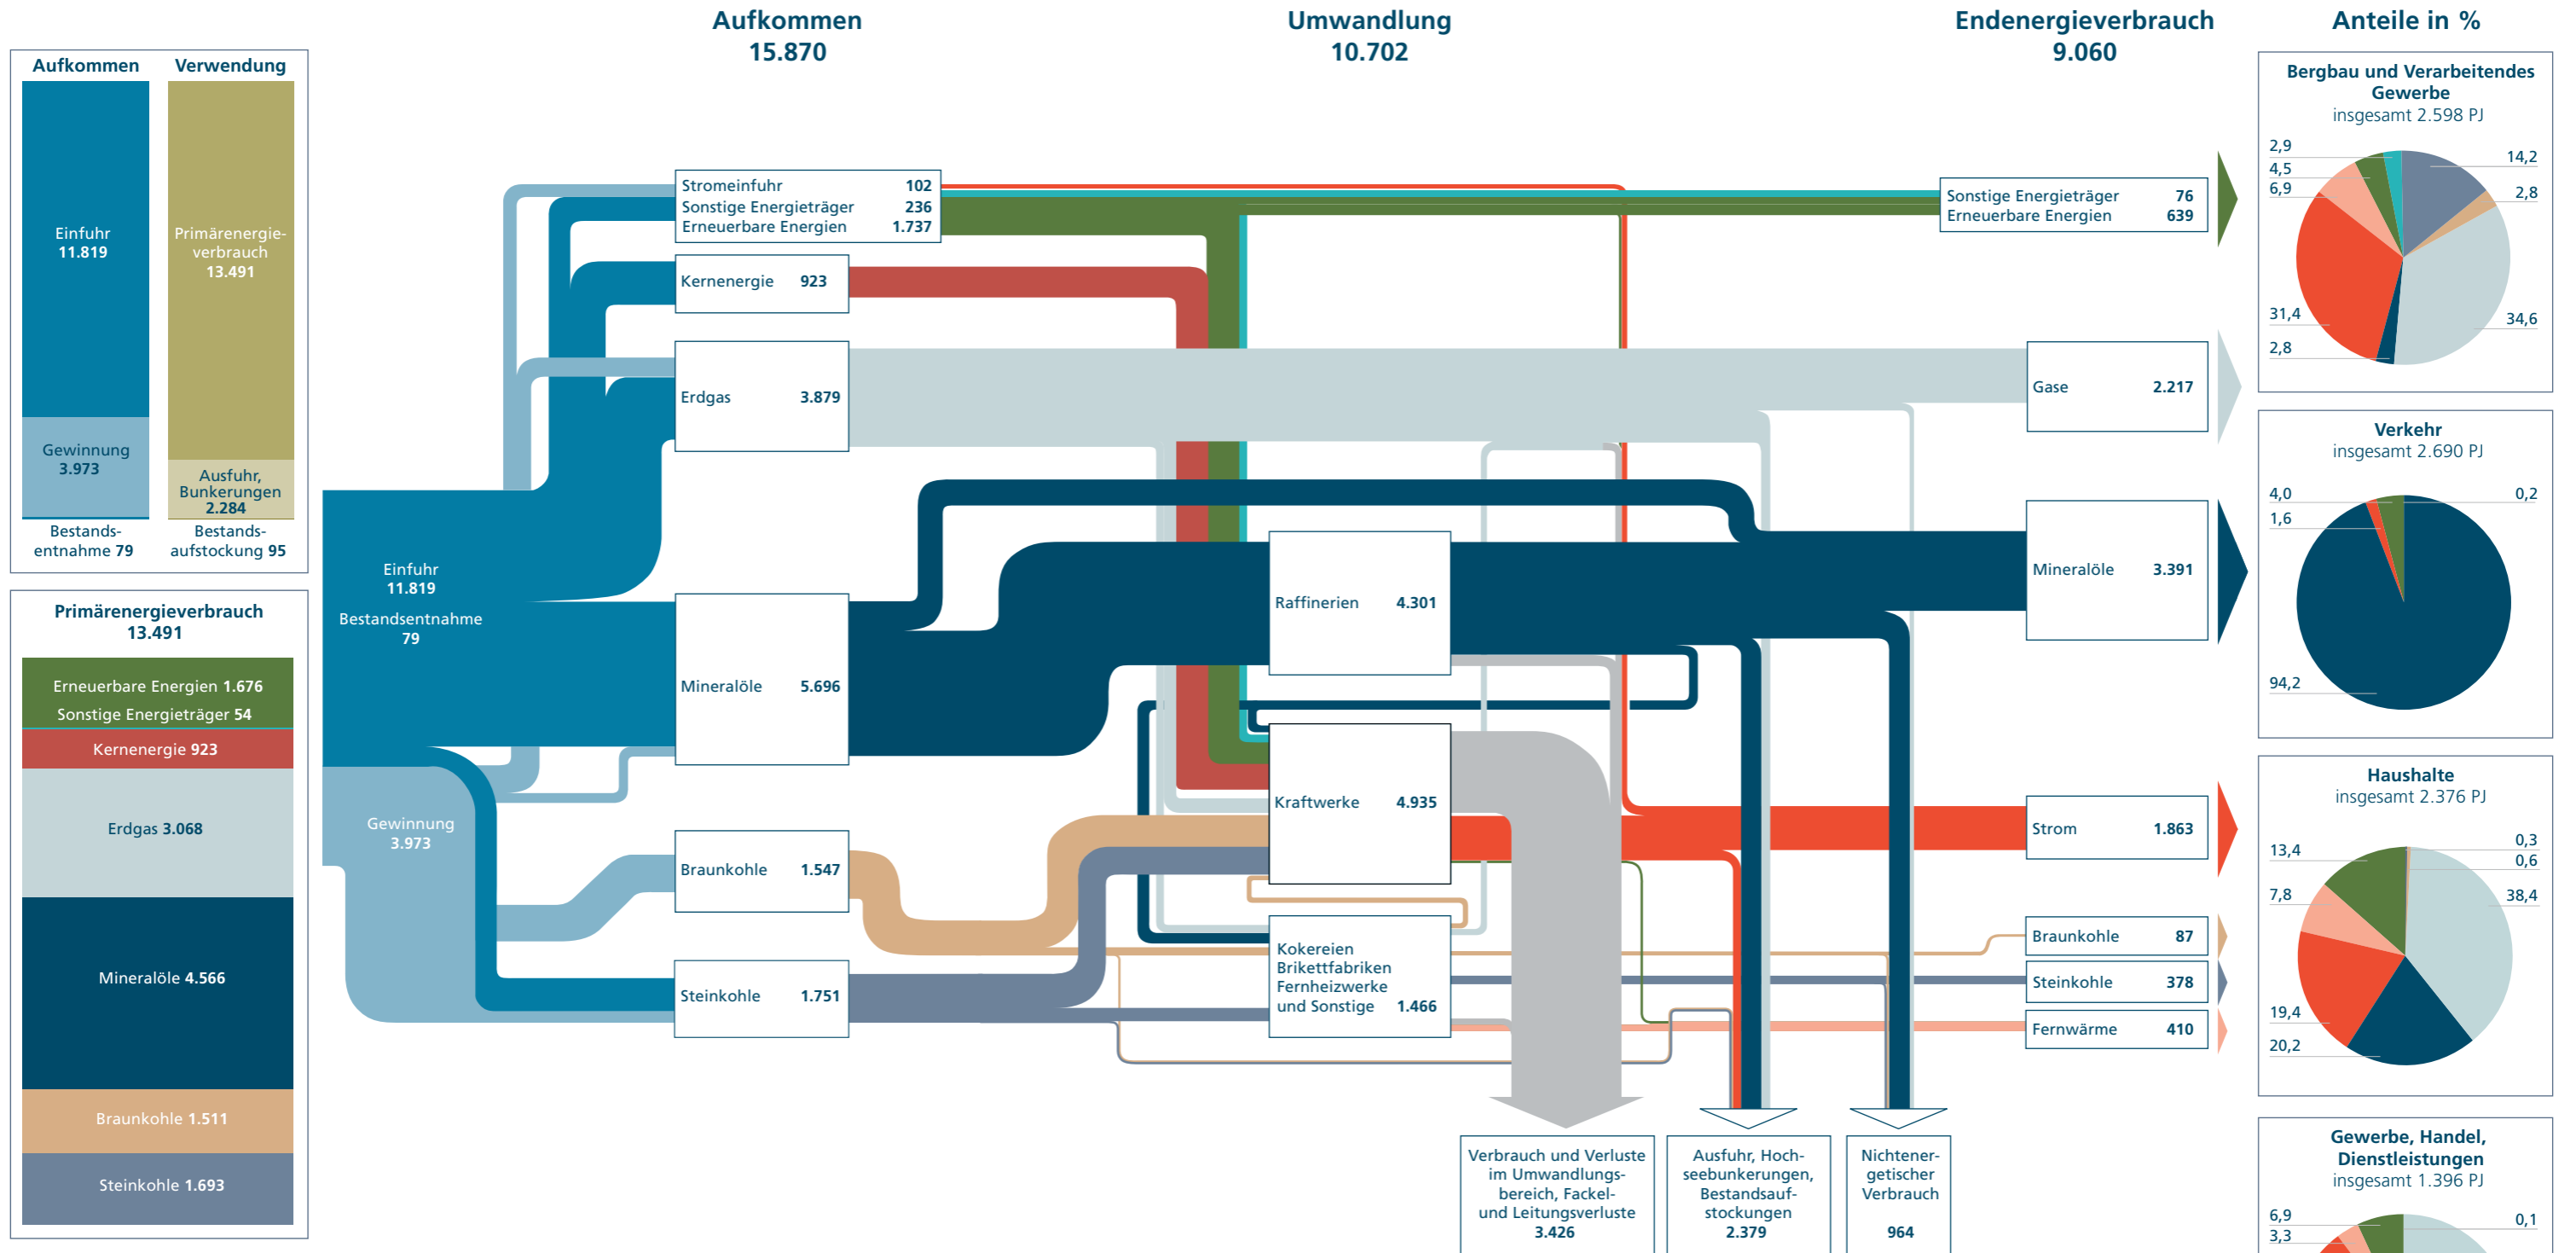 Aufkommen
15.870
Umwandlung
10.702
Endenergieverbrauch
9.060
Anteile in %
Aufkommen
Verwendung
Einfuhr
11.819
Gewinnung
3.973
Bestands-
entnahme 79
Primärenergie-
verbrauch
13.491
Ausfuhr,
Bunkerungen
2.284
Bestands-
aufstockung 95
Primärenergieverbrauch
13.491
Erneuerbare Energien 1.676
Sonstige Energieträger 54
Kernenergie 923
Erdgas 3.068
Mineralöle 4.566
Braunkohle 1.511
Steinkohle 1.693
Einfuhr
11.819
Bestandsentnahme
79
Gewinnung
3.973
Stromeinfuhr 102
Sonstige Energieträger 236
Erneuerbare Energien 1.737
Kernenergie 923
Erdgas 3.879
Mineralöle 5.696
Braunkohle 1.547
Steinkohle 1.751
Raffinerien 4.301
Kraftwerke 4.935
Kokereien
Brikettfabriken
Fernheizwerke
und Sonstige 1.466
Sonstige Energieträger 76
Erneuerbare Energien 639
Gase 2.217
Mineralöle 3.391
Strom 1.863
Braunkohle 87
Steinkohle 378
Fernwärme 410
Verbrauch und Verluste
im Umwandlungs-
bereich, Fackel-
und Leitungsverluste
3.426
Ausfuhr, Hoch-
seebunkerungen,
Bestandsauf-
stockungen
2.379
Nichtener-
getischer
Verbrauch
964
Bergbau und Verarbeitendes
Gewerbe
insgesamt 2.598 PJ
2,9
4,5
6,9
31,4
2,8
14,2
2,8
34,6
Verkehr
insgesamt 2.690 PJ
4,0
1,6
94,2
0,2
Haushalte
insgesamt 2.376 PJ
13,4
7,8
19,4
20,2
0,3
0,6
38,4
Gewerbe, Handel,
Dienstleistungen
insgesamt 1.396 PJ
6,9
3,3
0,1